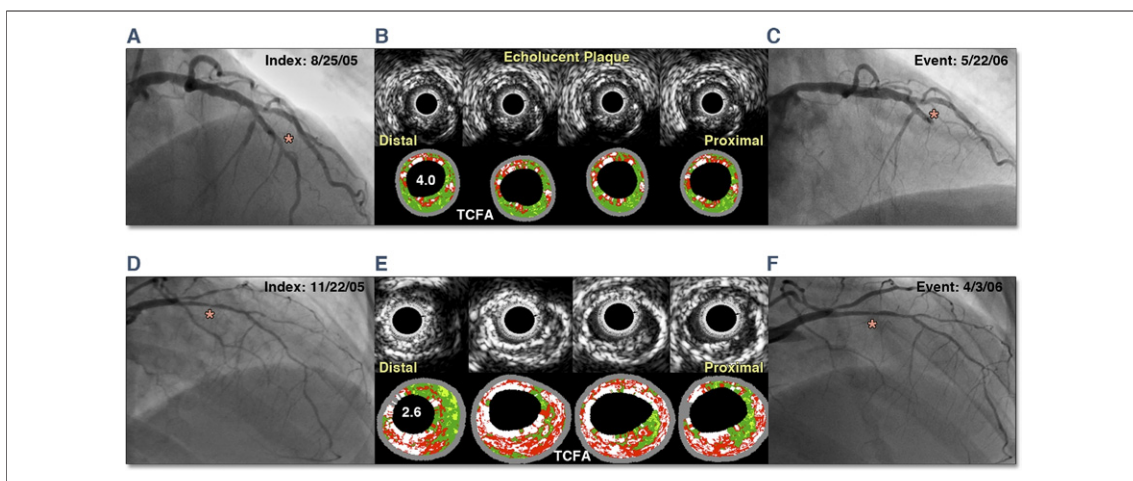 A
B
C
Index: 8/25/05
Echolucent Plaque
Event: 5/22/06
*
*
Distal
Proximal
4.0
TCFA
D
E
F
Index: 11/22/05
Event: 4/3/06
*
*
Distal
Proximal
2.6
TCFA